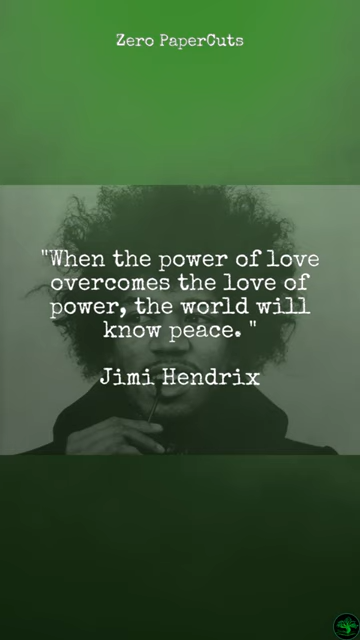 Zero PaperCuts
"When the power of love
overcomes the love of
power, the world will
know peace. "
Jimi Hendrix